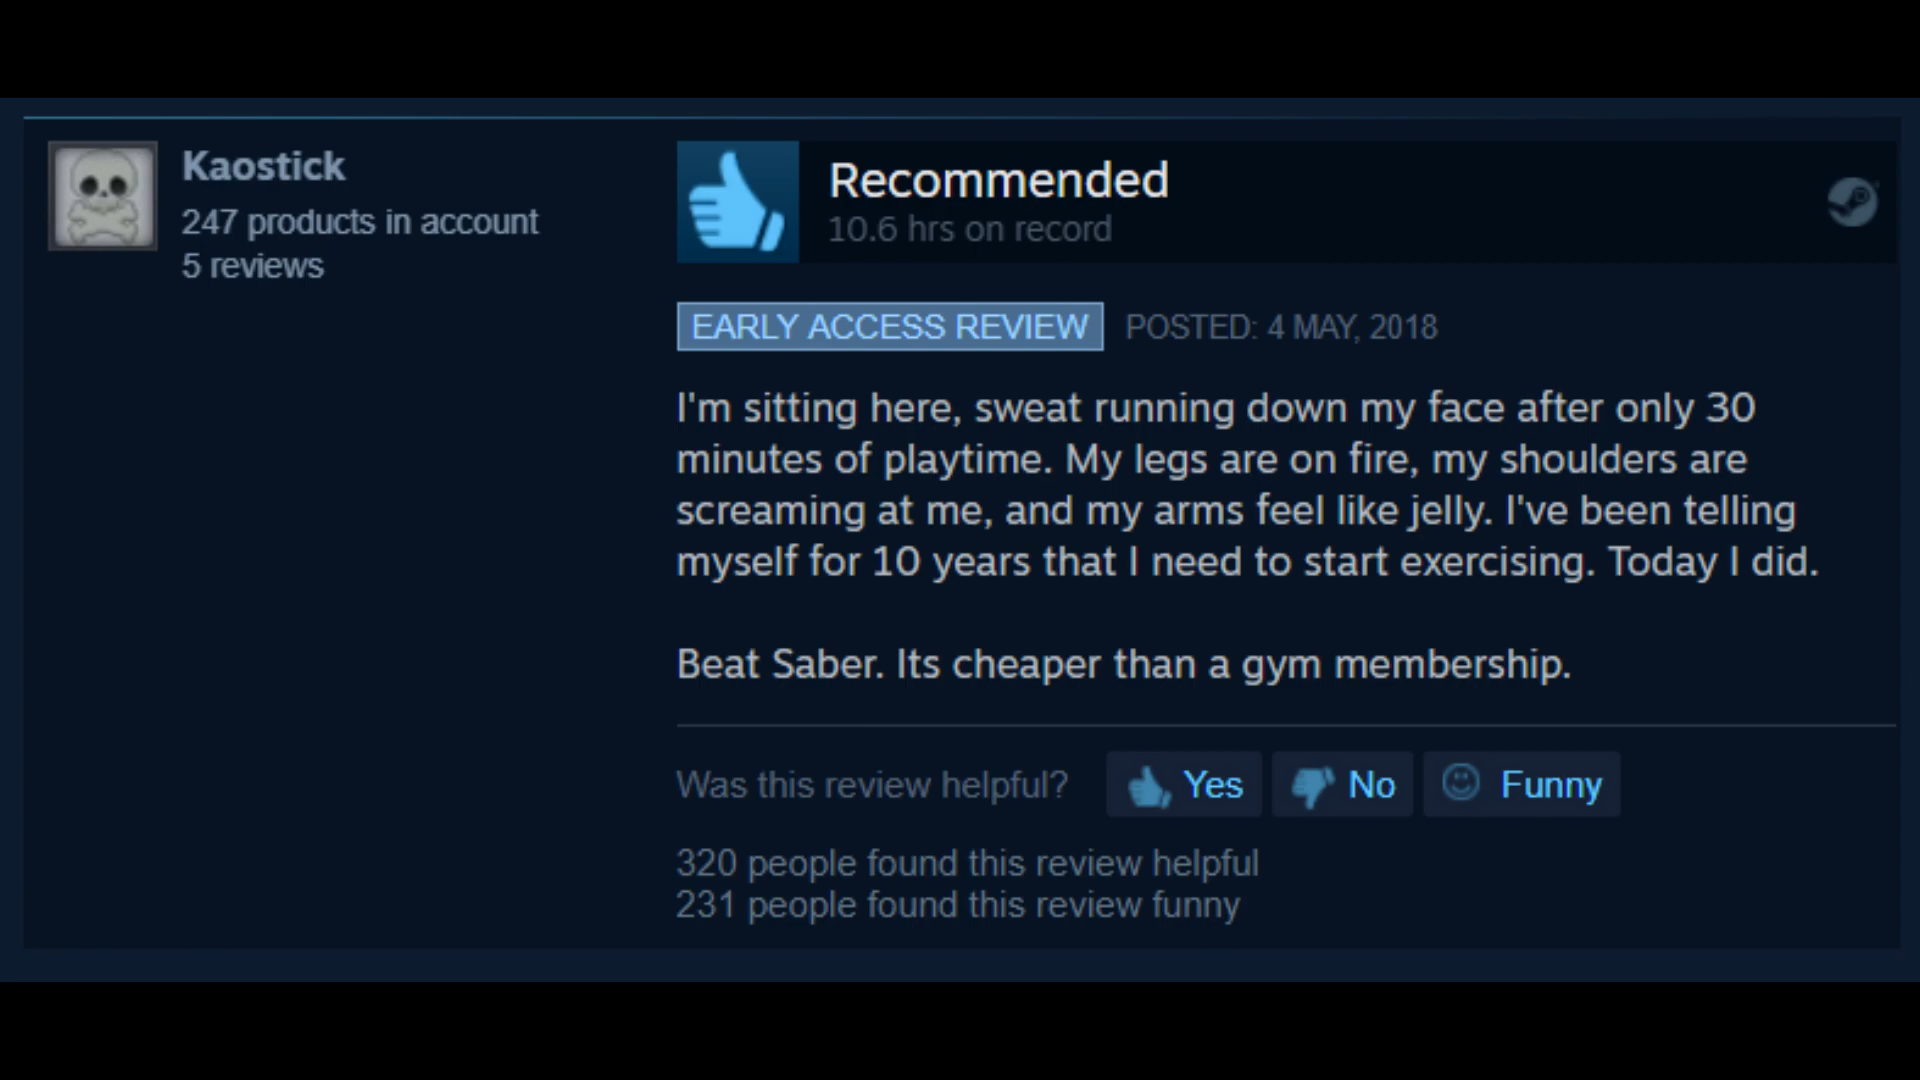 Kaostick
247 products in account
5 reviews
Recommended
10.6 hrs on record
EARLY ACCESS REVIEW POSTED: 4 MAY, 2018
I'm sitting here, sweat running down my face after only 30
minutes of playtime. My legs are on fire, my shoulders are
screaming at me, and my arms feel like jelly. I've been telling
myself for 10 years that I need to start exercising. Today I did.
Beat Saber. Its cheaper than a gym membership.
Was this review helpful? Yes No Funny
320 people found this review helpful
231 people found this review funny